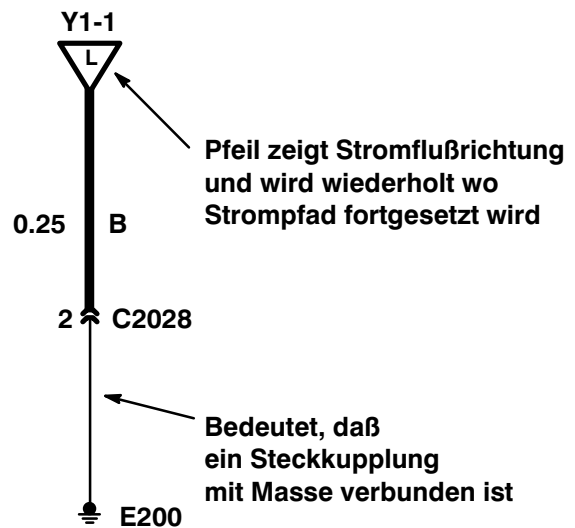 Y1-1
L
Pfeil zeigt Stromflußrichtung
und wird wiederholt wo
Strompfad fortgesetzt wird
0.25 B
2 C2028
Bedeutet, daß
ein Steckkupplung
mit Masse verbunden ist
E200